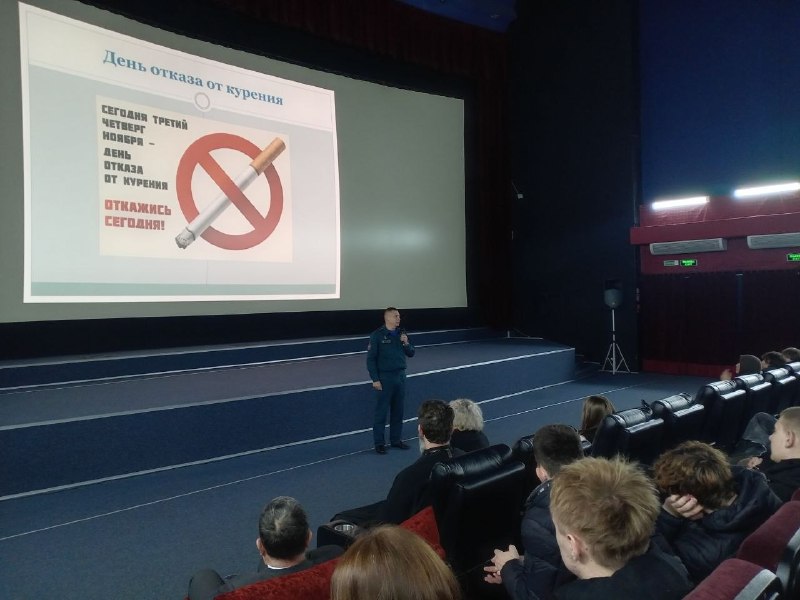 День отказа от курения
СЕГОДНЯ ТРЕТИЙ
ЧЕТВЕРГ
НОЯБРЯ –
ДЕНЬ
ОТКАЗА
ОТ КУРЕНИЯ
ОТКАЖИСЬ
СЕГОДНЯ!